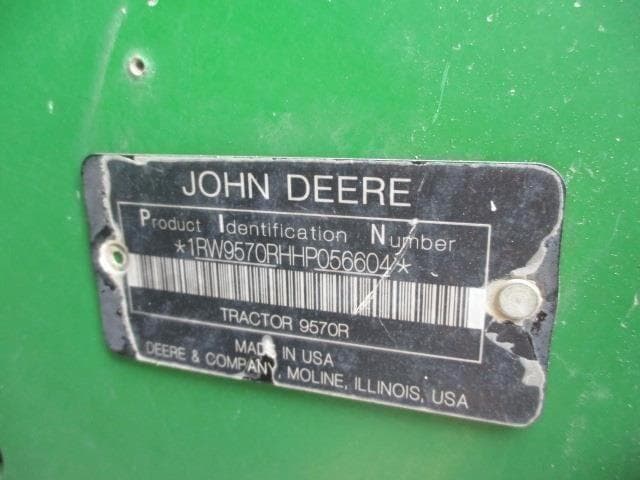 JOHN DEERE
Product Identification Number
*1RW9570RHHP056604*
TRACTOR 9570R
MADE IN USA
DEERE & COMPANY, MOLINE, ILLINOIS, USA